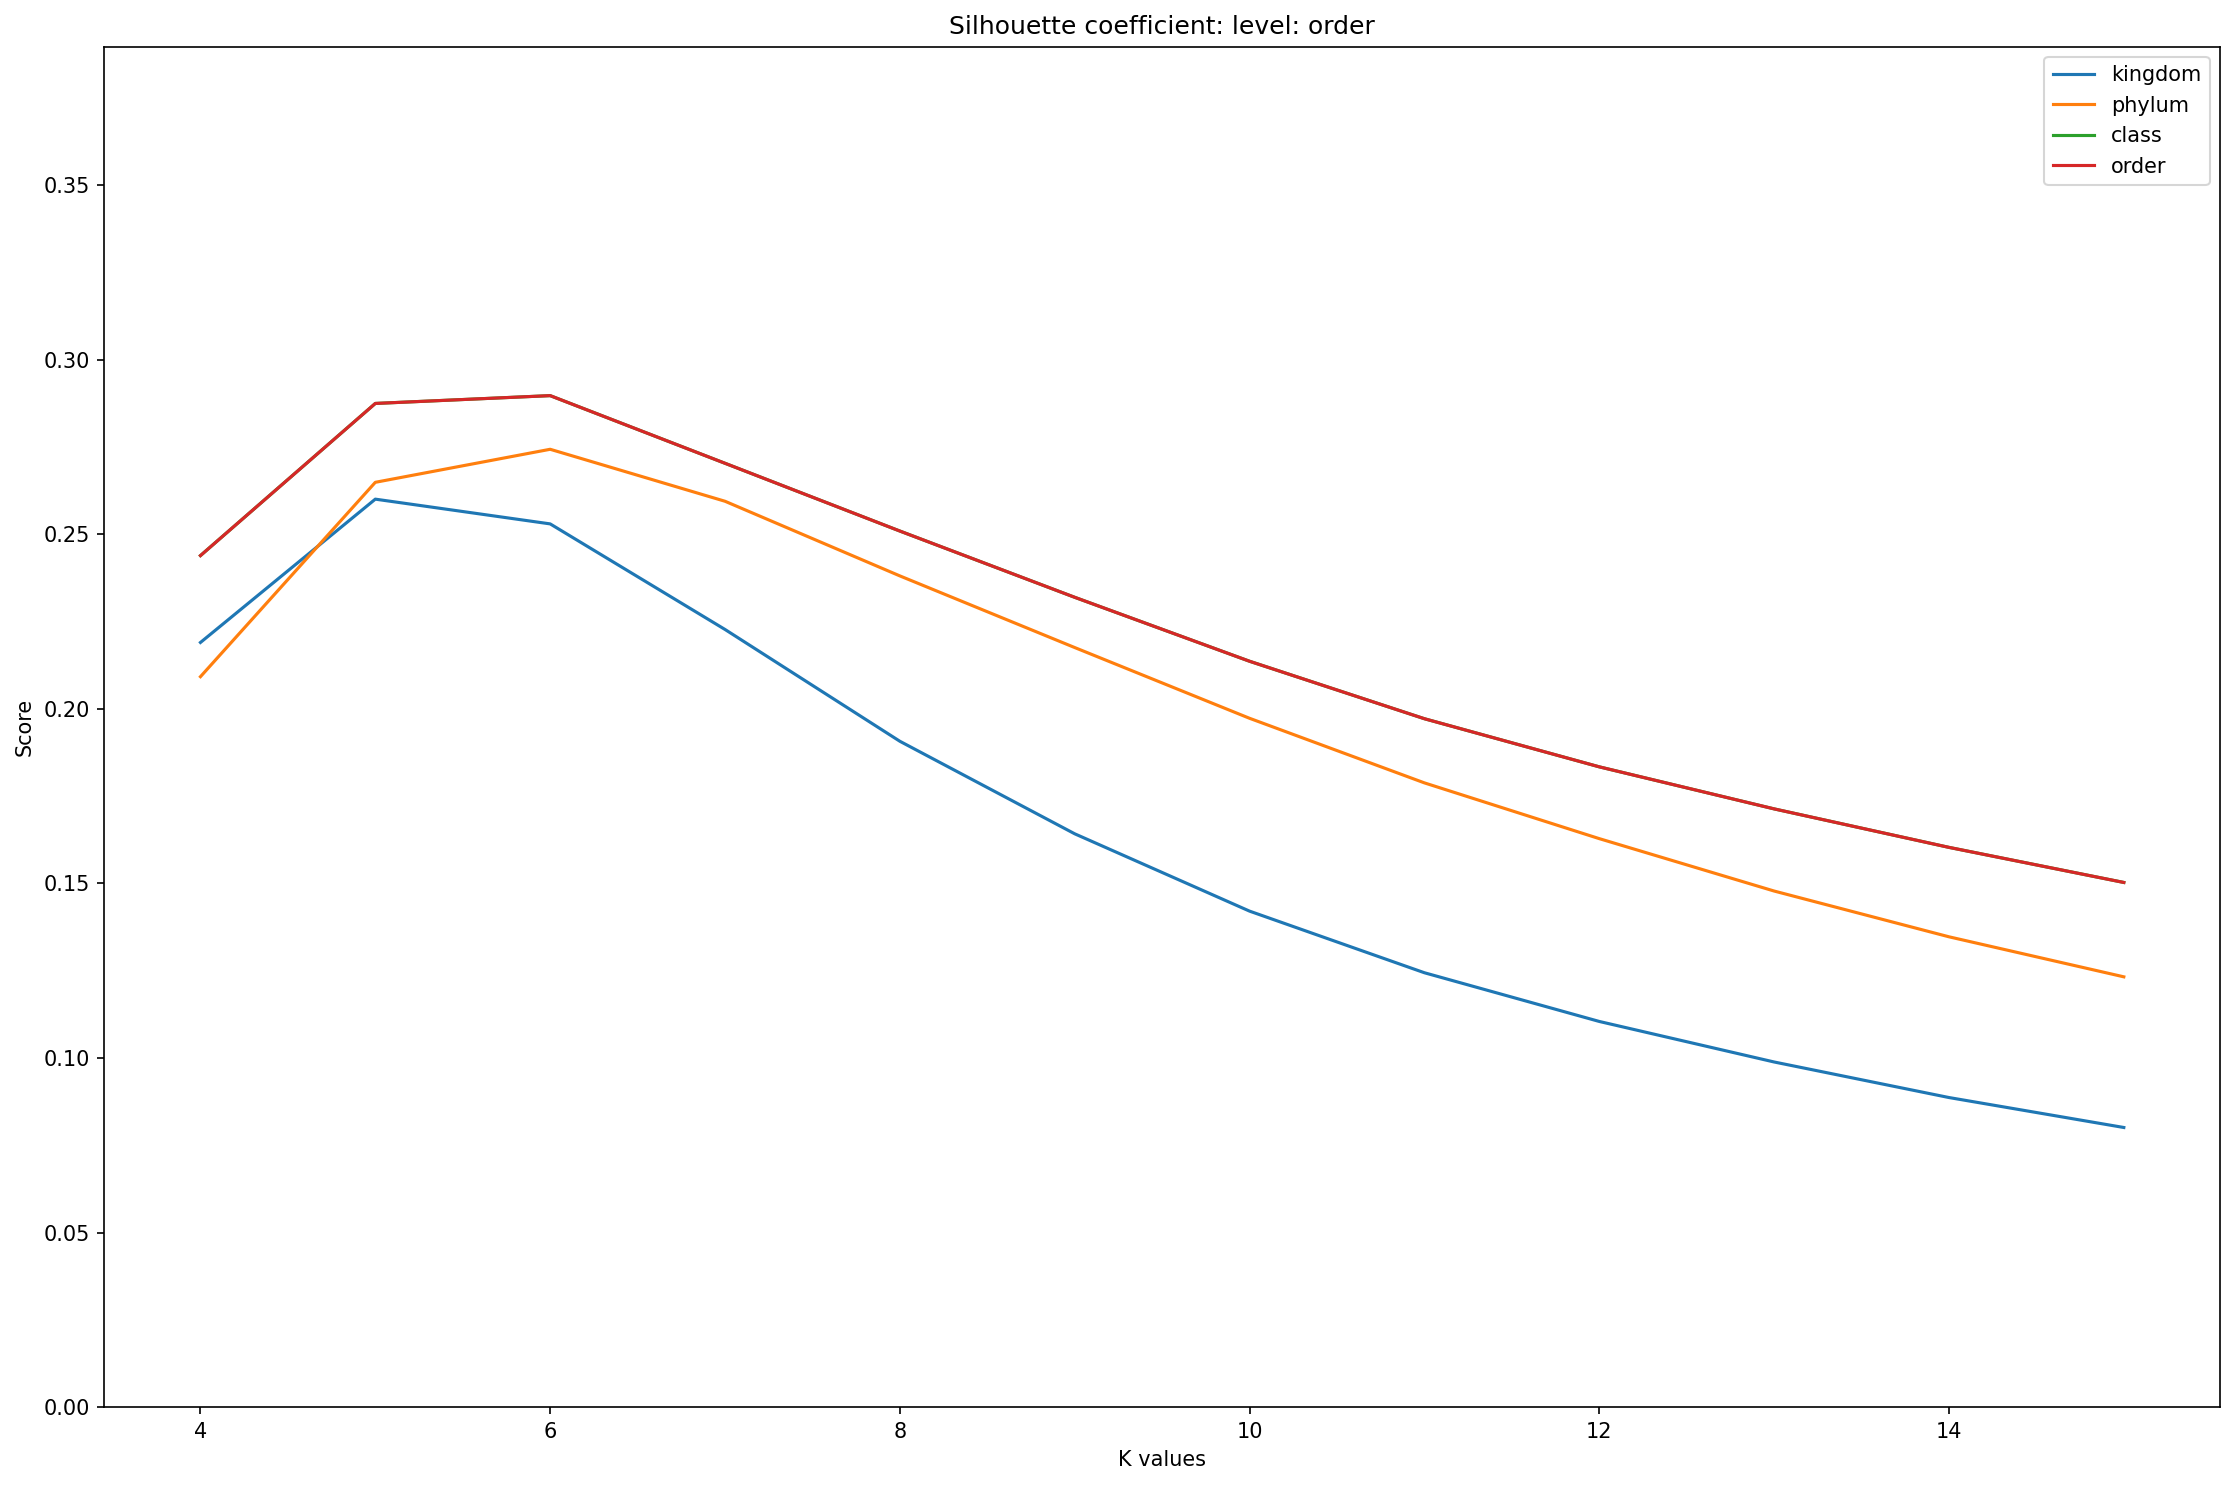 Silhouette coefficient: level: order
kingdom
phylum
class
order
0.35
0.30
0.25
0.20
0.15
0.10
0.05
0.00
Score
4 6 8 10 12 14
K values